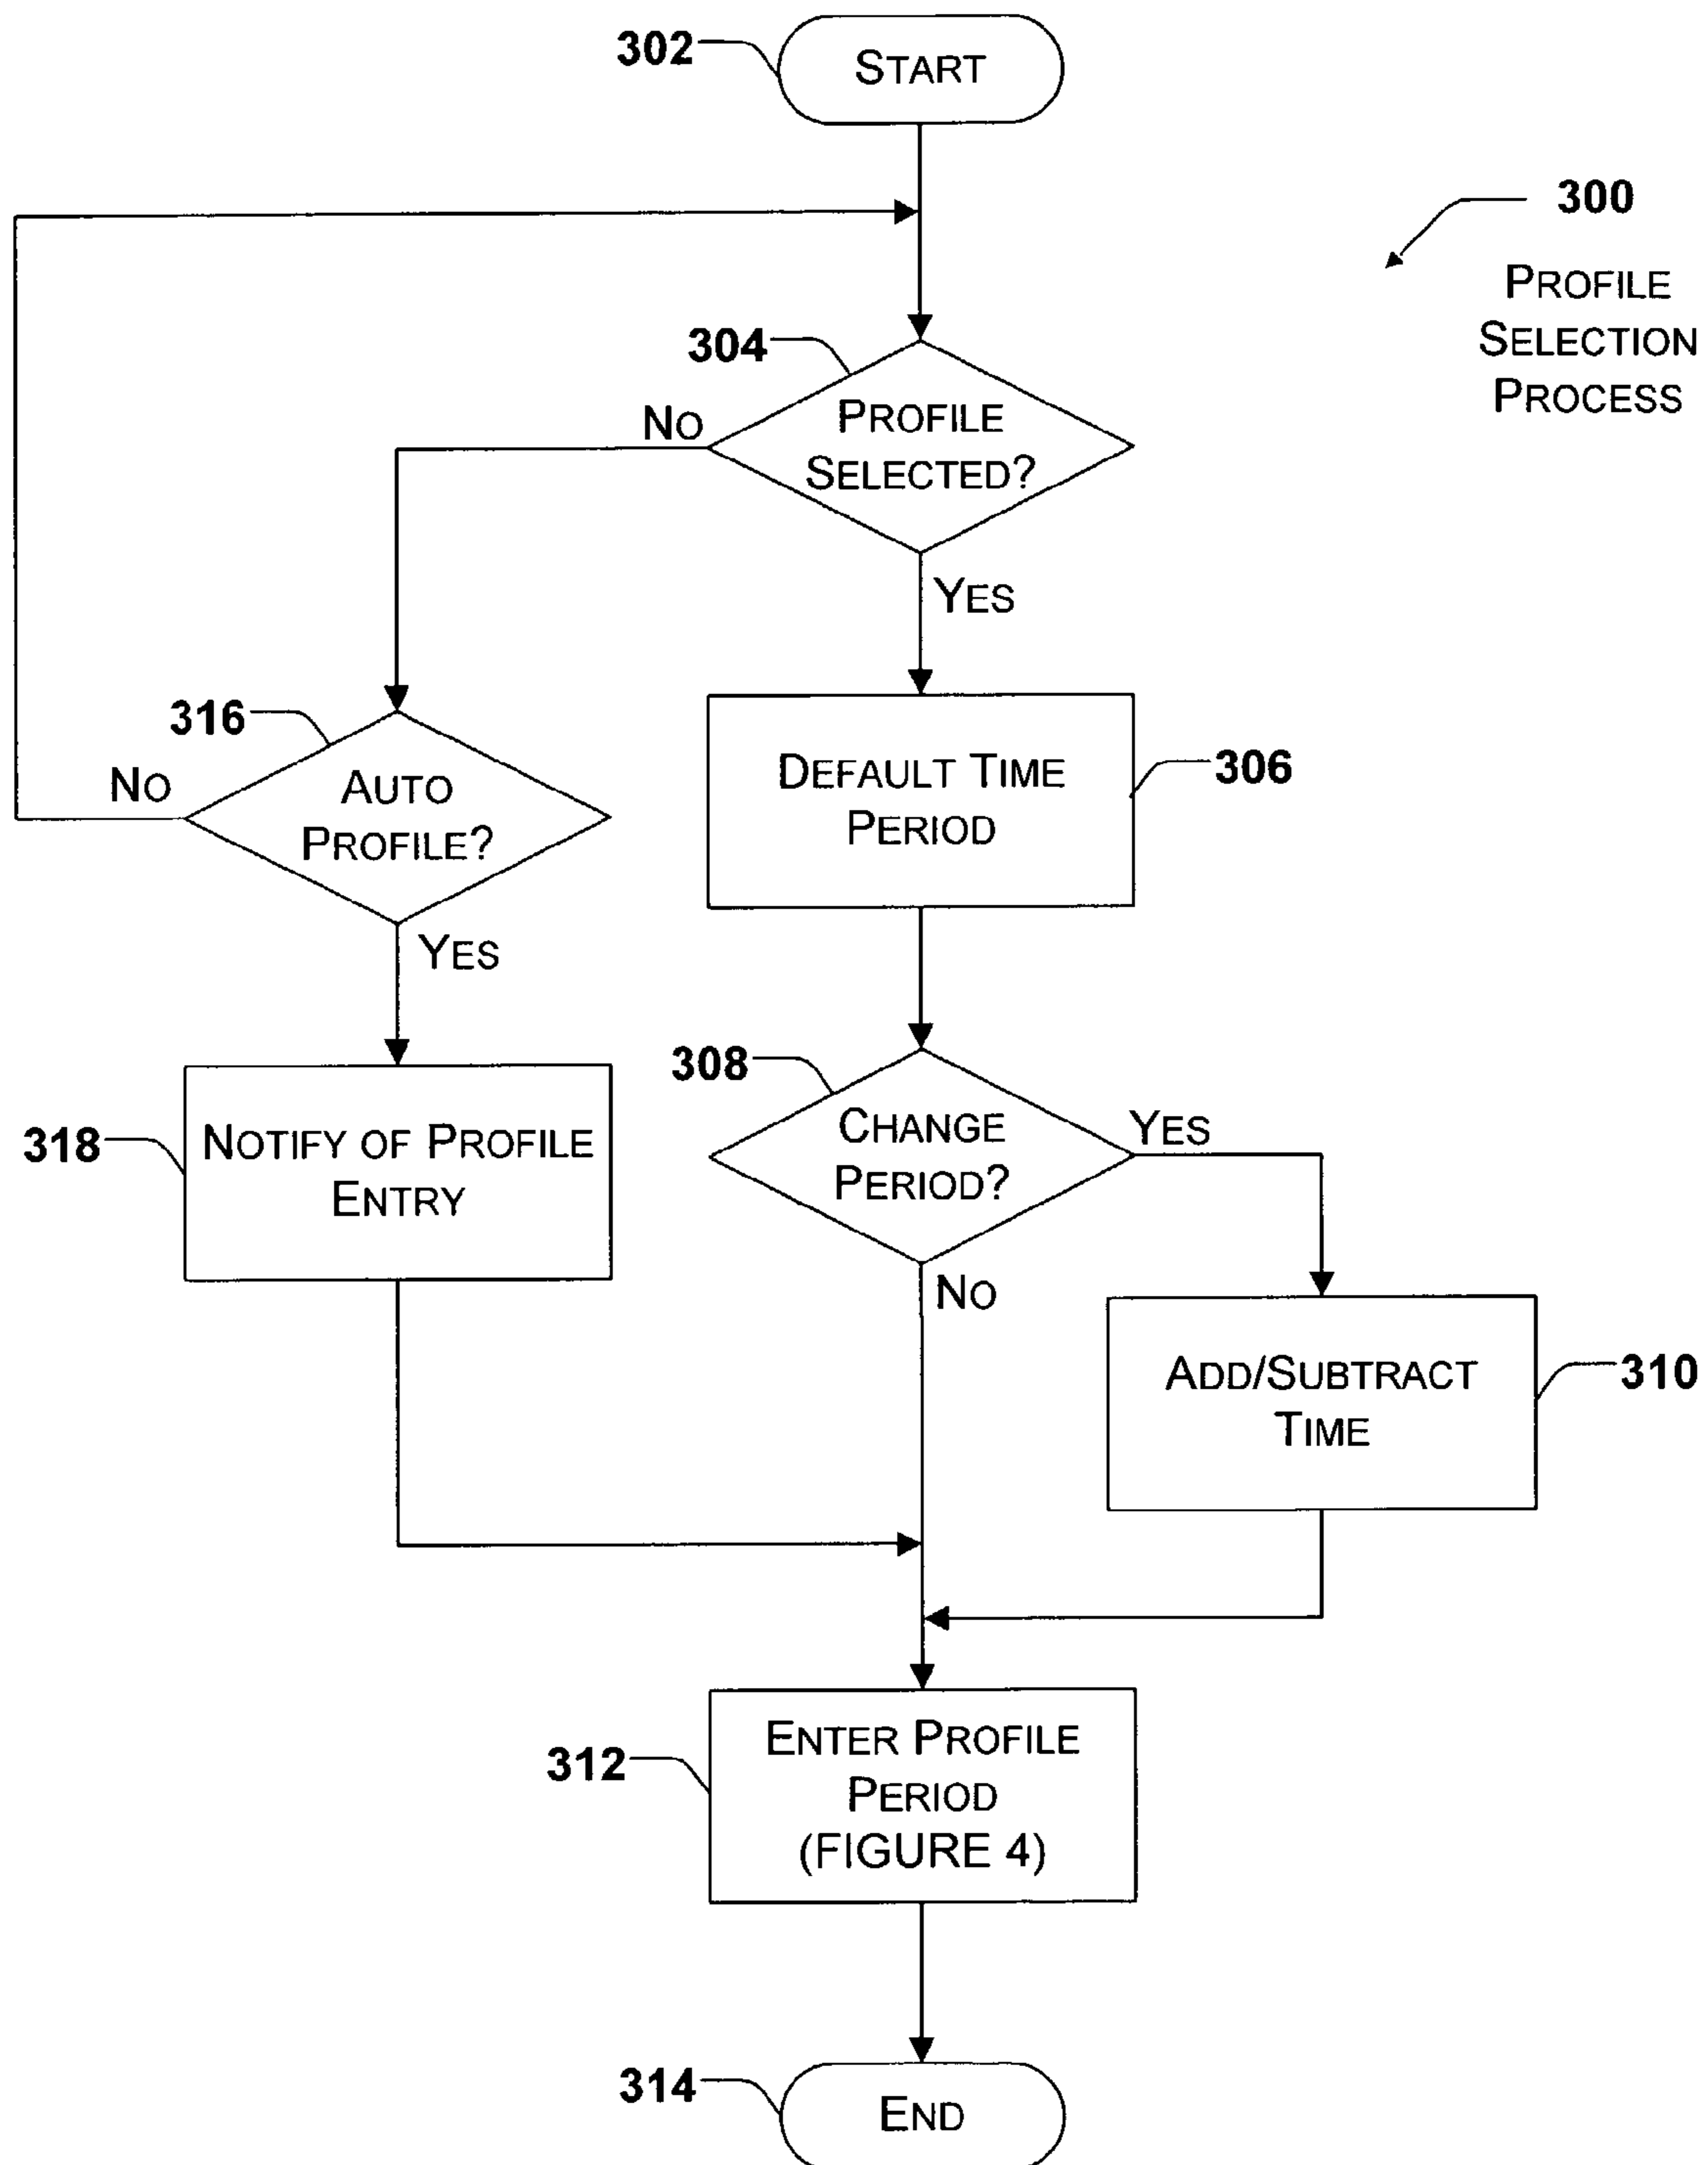 302
START
300
PROFILE
SELECTION
PROCESS
304
NO
PROFILE
SELECTED?
YES
316
NO
AUTO
PROFILE?
DEFAULT TIME
PERIOD
306
YES
308
CHANGE
PERIOD?
YES
318
NOTIFY OF PROFILE
ENTRY
NO
ADD/SUBTRACT
TIME
310
312
ENTER PROFILE
PERIOD
(FIGURE 4)
314
END